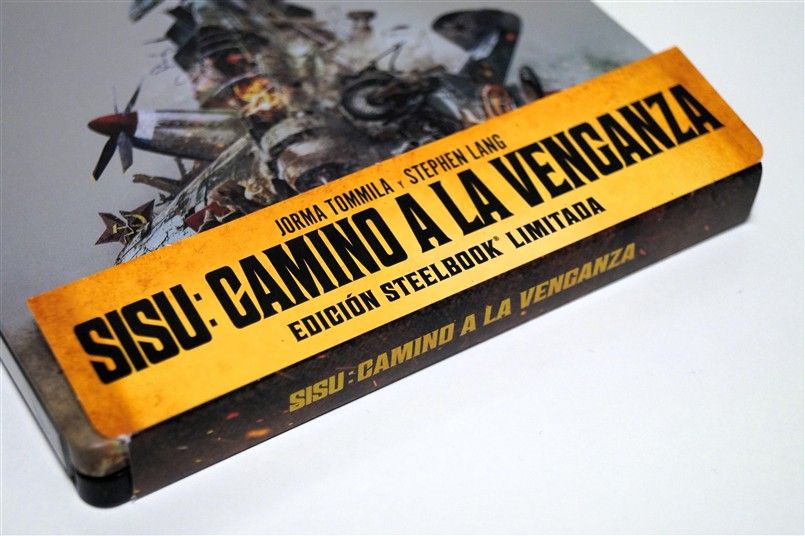 JORMA TOMMILA Y STEPHEN LANG
SISU: CAMINO A LA VENGANZA
EDICIÓN STEELBOOK® LIMITADA
SISU: CAMINO A LA VENGANZA